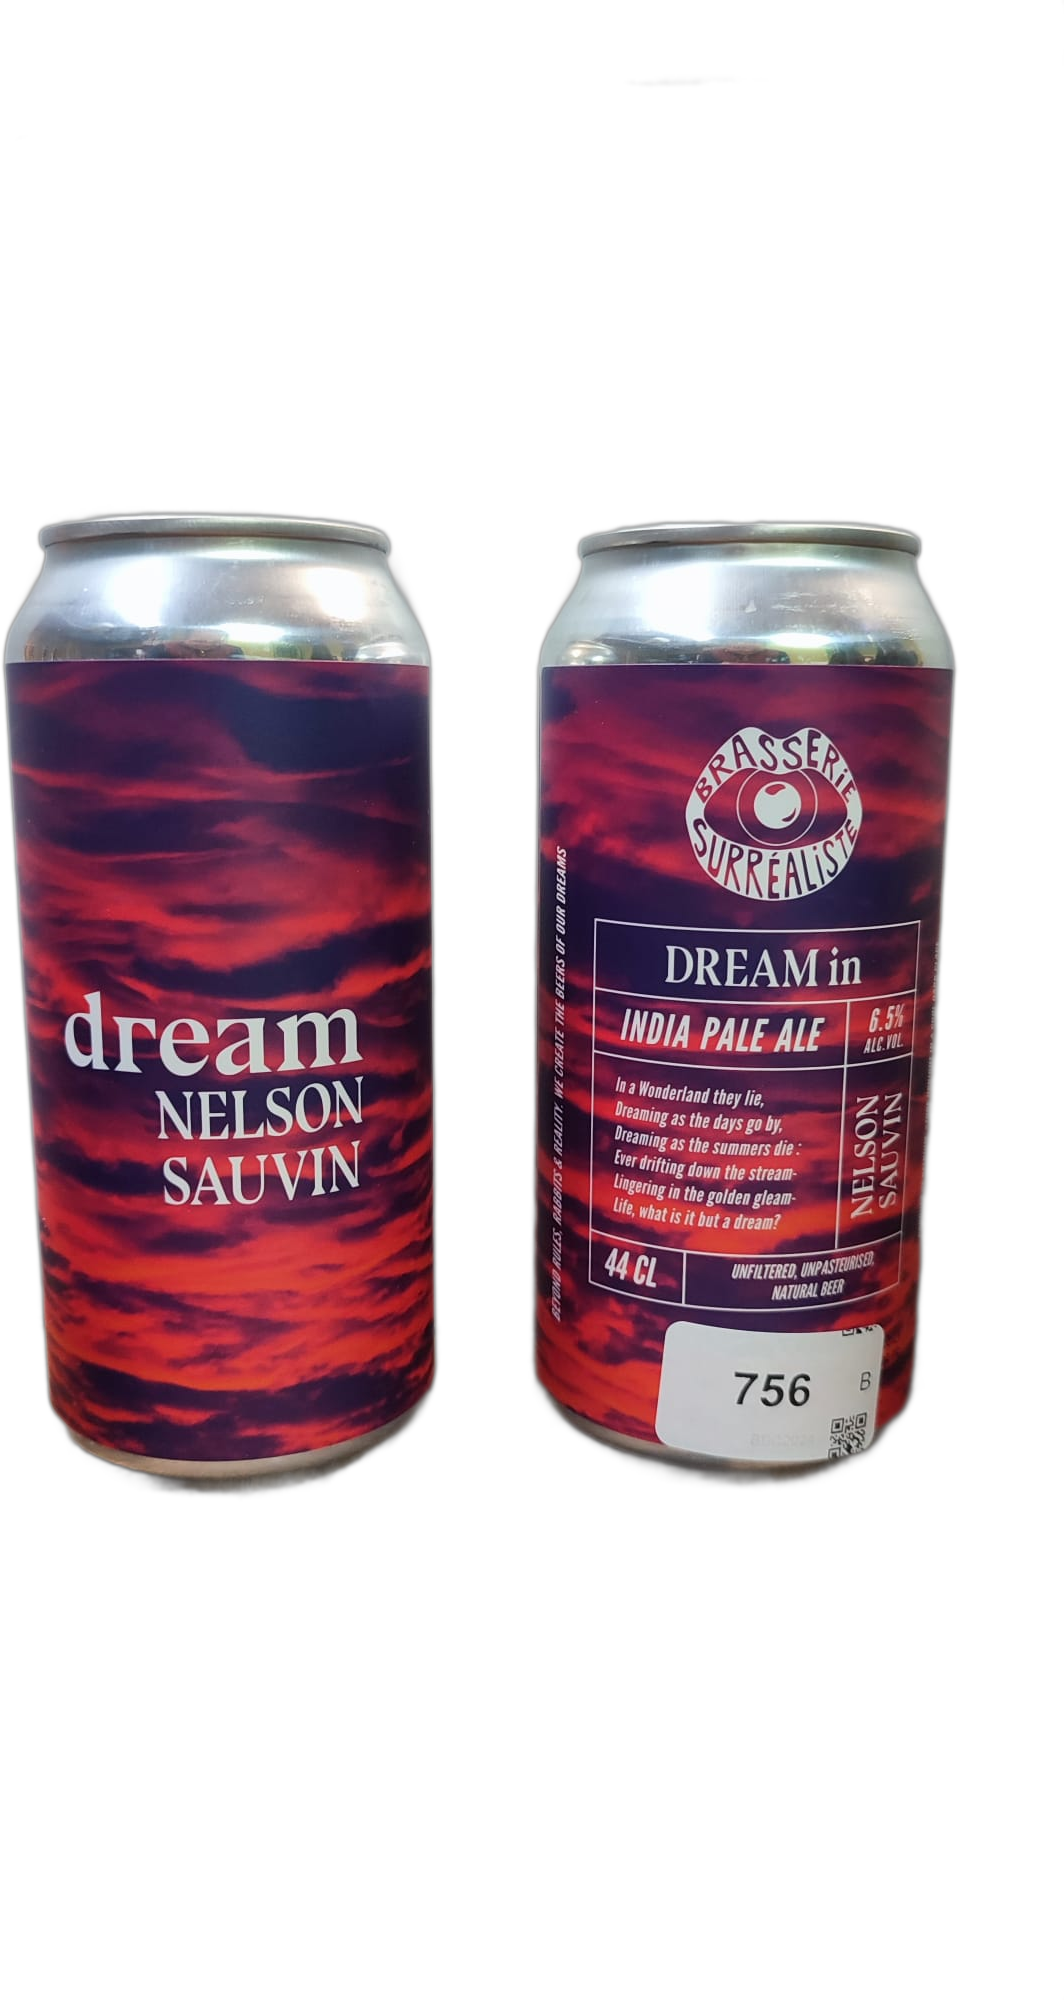 dream
NELSON
SAUVIN
BRASSERIE
SURRÉALISTE
BEYOND RULES, RABBITS & REALITY. WE CREATE THE BEERS OF OUR DREAMS
DREAM in
INDIA PALE ALE
6.5%
ALC.VOL.
In a Wonderland they lie,
Dreaming as the days go by,
Dreaming as the summers die :
Ever drifting down the stream-
Lingering in the golden gleam-
Life, what is it but a dream?
NELSON
SAUVIN
44 CL
UNFILTERED, UNPASTEURISED,
NATURAL BEER
756
B